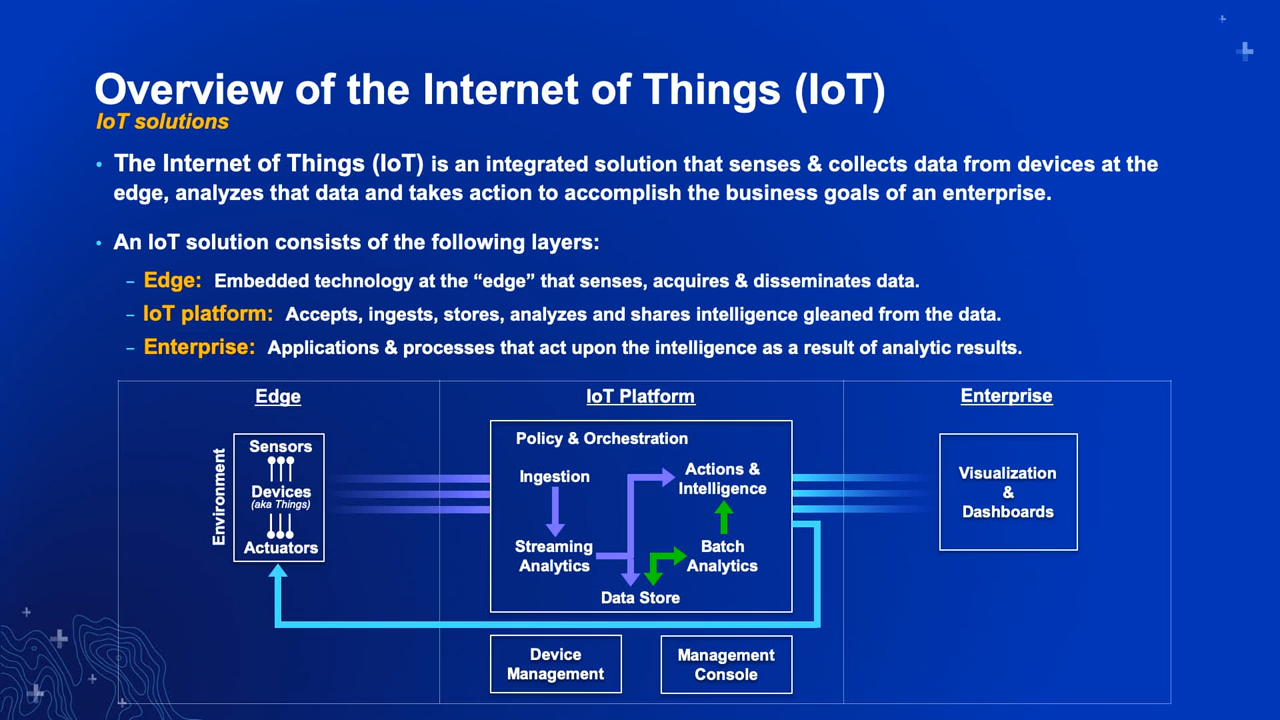 Overview of the Internet of Things (IoT)
IoT solutions
• The Internet of Things (IoT) is an integrated solution that senses & collects data from devices at the
edge, analyzes that data and takes action to accomplish the business goals of an enterprise.
• An IoT solution consists of the following layers:
– Edge: Embedded technology at the “edge” that senses, acquires & disseminates data.
– IoT platform: Accepts, ingests, stores, analyzes and shares intelligence gleaned from the data.
– Enterprise: Applications & processes that act upon the intelligence as a result of analytic results.
Edge
Environment
Sensors
Devices
(aka Things)
Actuators
IoT Platform
Policy & Orchestration
Ingestion
Actions &
Intelligence
Streaming
Analytics
Batch
Analytics
Data Store
Device
Management
Management
Console
Enterprise
Visualization
&
Dashboards